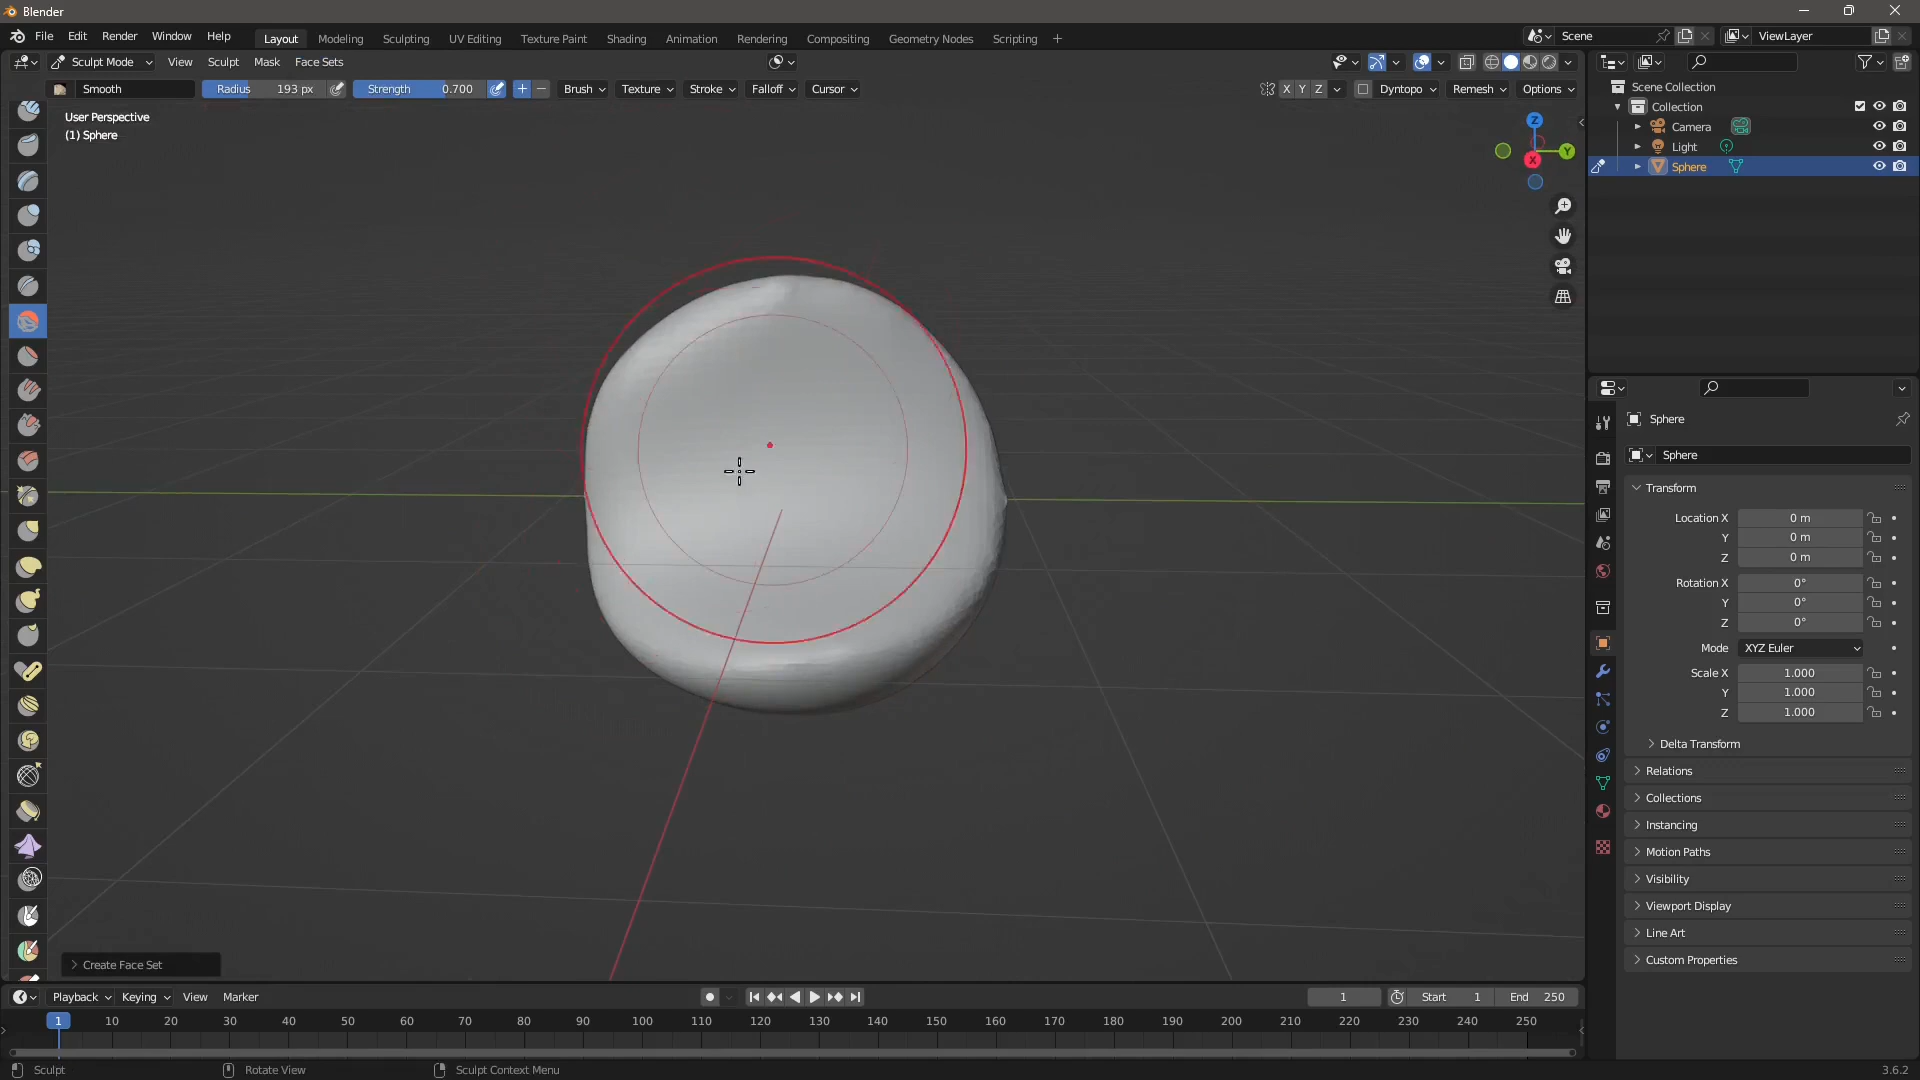 Blender
File Edit Render Window Help Layout Modeling Sculpting UV Editing Texture Paint Shading Animation Rendering Compositing Geometry Nodes Scripting + Scene ViewLayer
Sculpt Mode View Sculpt Mask Face Sets
Smooth Radius 193 px Strength 0.700 + − Brush Texture Stroke Falloff Cursor X Y Z Dyntopo Remesh Options
User Perspective
(1) Sphere
Z
Y
X
Scene Collection
Collection
Camera
Light
Sphere
Sphere
Sphere
Transform
Location X 0 m
Y 0 m
Z 0 m
Rotation X 0°
Y 0°
Z 0°
Mode XYZ Euler
Scale X 1.000
Y 1.000
Z 1.000
Delta Transform
Relations
Collections
Instancing
Motion Paths
Visibility
Viewport Display
Line Art
Custom Properties
Create Face Set
Playback Keying View Marker 1 Start 1 End 250
1 10 20 30 40 50 60 70 80 90 100 110 120 130 140 150 160 170 180 190 200 210 220 230 240 250
Sculpt Rotate View Sculpt Context Menu 3.6.2